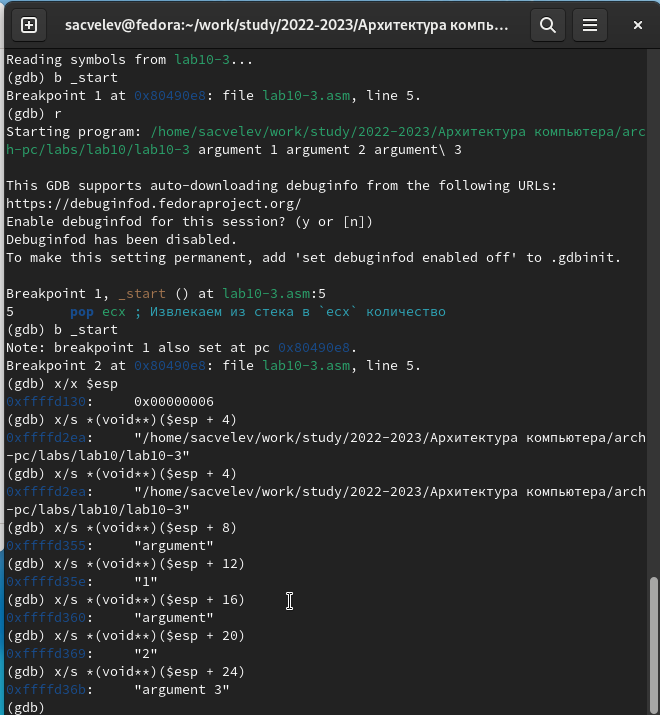 sacvelev@fedora:~/work/study/2022-2023/Архитектура компь...
Reading symbols from lab10-3...
(gdb) b _start
Breakpoint 1 at 0x80490e8: file lab10-3.asm, line 5.
(gdb) r
Starting program: /home/sacvelev/work/study/2022-2023/Архитектура компьютера/arc
h-pc/labs/lab10/lab10-3 argument 1 argument 2 argument\ 3
This GDB supports auto-downloading debuginfo from the following URLs:
https://debuginfod.fedoraproject.org/
Enable debuginfod for this session? (y or [n])
Debuginfod has been disabled.
To make this setting permanent, add 'set debuginfod enabled off' to .gdbinit.
Breakpoint 1, _start () at lab10-3.asm:5
5 pop ecx ; Извлекаем из стека в `ecx` количество
(gdb) b _start
Note: breakpoint 1 also set at pc 0x80490e8.
Breakpoint 2 at 0x80490e8: file lab10-3.asm, line 5.
(gdb) x/x $esp
0xffffd130: 0x00000006
(gdb) x/s *(void**)($esp + 4)
0xffffd2ea: "/home/sacvelev/work/study/2022-2023/Архитектура компьютера/arch
-pc/labs/lab10/lab10-3"
(gdb) x/s *(void**)($esp + 4)
0xffffd2ea: "/home/sacvelev/work/study/2022-2023/Архитектура компьютера/arch
-pc/labs/lab10/lab10-3"
(gdb) x/s *(void**)($esp + 8)
0xffffd355: "argument"
(gdb) x/s *(void**)($esp + 12)
0xffffd35e: "1"
(gdb) x/s *(void**)($esp + 16)
0xffffd360: "argument"
(gdb) x/s *(void**)($esp + 20)
0xffffd369: "2"
(gdb) x/s *(void**)($esp + 24)
0xffffd36b: "argument 3"
(gdb)